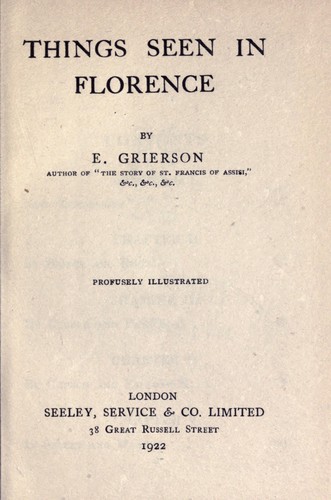 THINGS SEEN IN
FLORENCE
BY
E. GRIERSON
AUTHOR OF "THE STORY OF ST. FRANCIS OF ASSISI,"
&c., &c., &c.
PROFUSELY ILLUSTRATED
LONDON
SEELEY, SERVICE & CO. LIMITED
38 GREAT RUSSELL STREET
1922